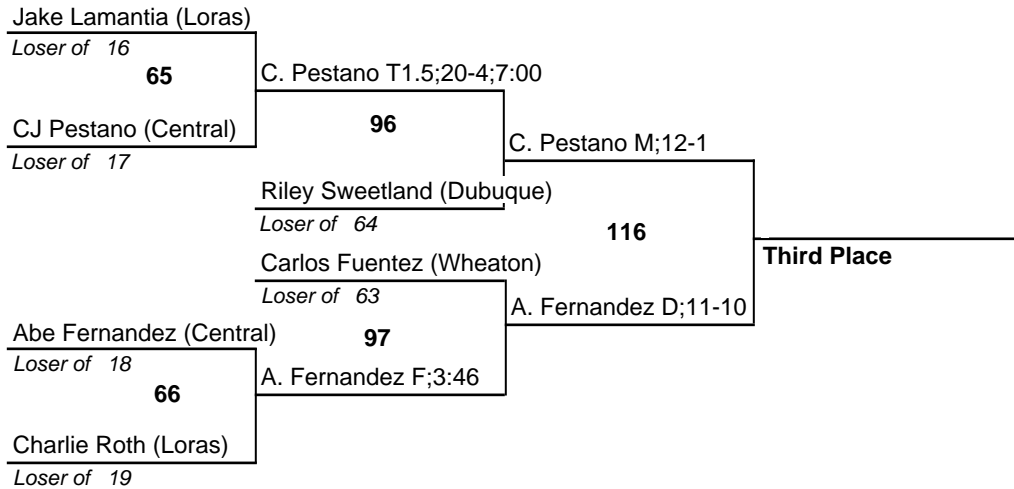 Jake Lamantia (Loras)
Loser of 16
65
C. Pestano T1.5;20-4;7:00
CJ Pestano (Central)
Loser of 17
96
C. Pestano M;12-1
Riley Sweetland (Dubuque)
Loser of 64
116
Third Place
Carlos Fuentez (Wheaton)
Loser of 63
A. Fernandez D;11-10
Abe Fernandez (Central)
Loser of 18
97
66
A. Fernandez F;3:46
Charlie Roth (Loras)
Loser of 19